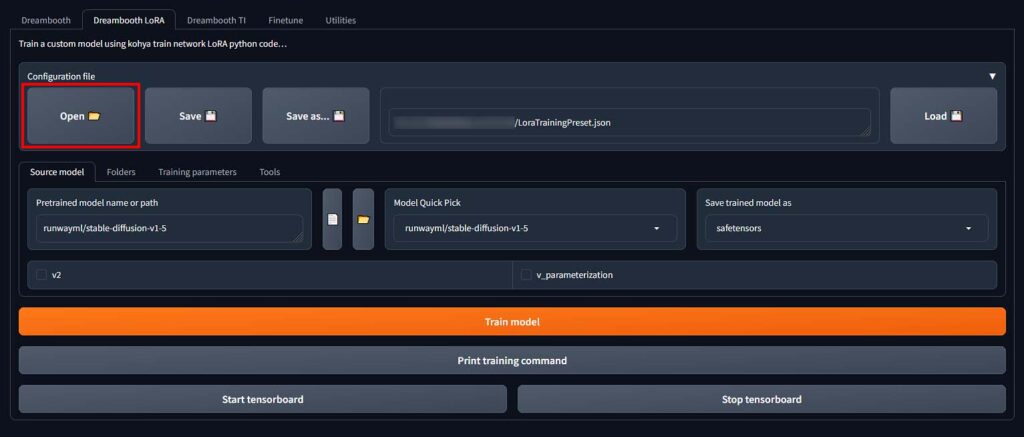 Dreambooth Dreambooth LoRA Dreambooth TI Finetune Utilities
Train a custom model using kohya train network LoRA python code...
Configuration file ▼
Open 📂 Save 💾 Save as... 💾 /LoraTrainingPreset.json Load 💾
Source model Folders Training parameters Tools
Pretrained model name or path Model Quick Pick Save trained model as
runwayml/stable-diffusion-v1-5 runwayml/stable-diffusion-v1-5 safetensors
v2 v_parameterization
Train model
Print training command
Start tensorboard Stop tensorboard